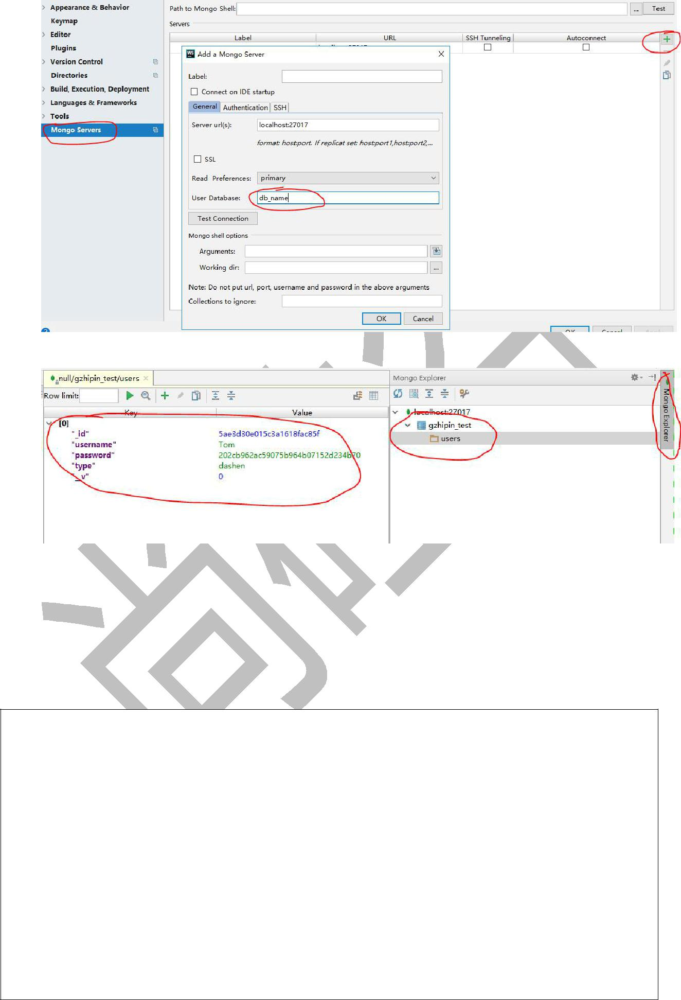 Appearance & Behavior
Keymap
Editor
Plugins
Version Control
Directories
Build, Execution, Deployment
Languages & Frameworks
Tools
Mongo Servers
Path to Mongo Shell:
...
Test
Servers
Label URL SSH Tunneling Autoconnect
WS Add a Mongo Server
Label:
Connect on IDE startup
General Authentication SSH
Server url(s): localhost:27017
format: host:port. If replicat set: host:port1,host:port2,...
SSL
Read Preferences: primary
User Database: db_name
Test Connection
Mongo shell options
Arguments:
Working dir: ...
Note: Do not put url, port, username and password in the above arguments
Collections to ignore:
OK Cancel
OK Cancel Apply
null/gzhipin_test/users
Row limit:
Key Value
[0]
"_id" 5ae3d30e015c3a1618fac85f
"username" Tom
"password" 202cb962ac59075b964b07152d234b70
"type" dashen
"__v" 0
Mongo Explorer
localhost:27017
gzhipin_test
users
Mongo Explorer